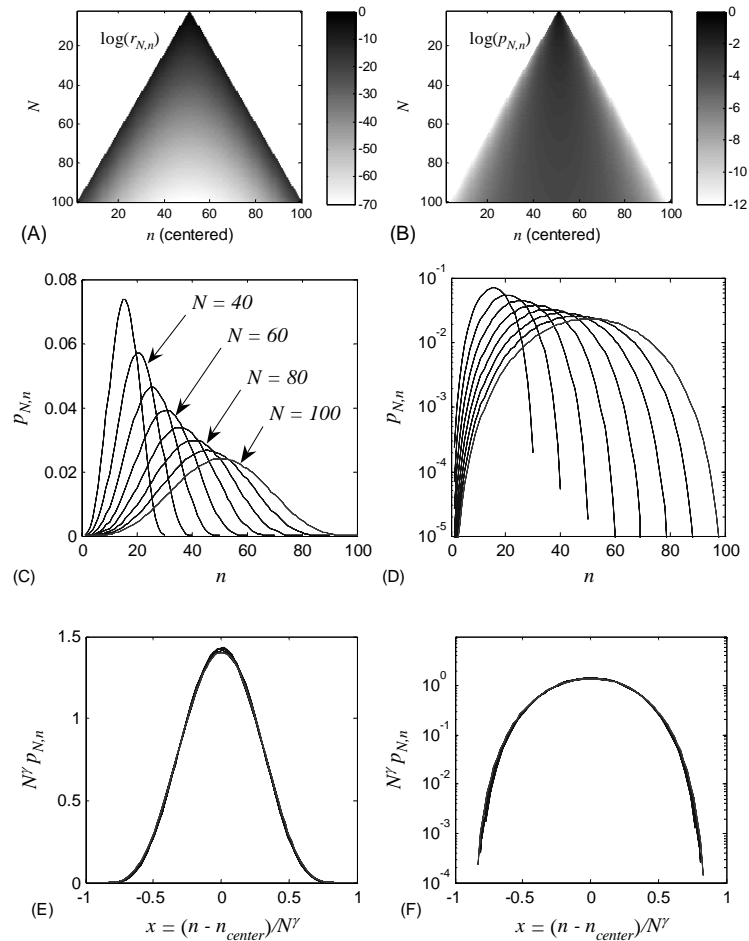 log(r_{N,n})
N
20
40
60
80
100
20 40 60 80 100
n (centered)
0
-10
-20
-30
-40
-50
-60
-70
(A)
log(p_{N,n})
N
20
40
60
80
100
20 40 60 80 100
n (centered)
0
-2
-4
-6
-8
-10
-12
(B)
0.08
0.06
0.04
0.02
0
p_{N,n}
N = 40
N = 60
N = 80
N = 100
0 20 40 60 80 100
n
(C)
10^{-1}
10^{-2}
10^{-3}
10^{-4}
10^{-5}
p_{N,n}
0 20 40 60 80 100
n
(D)
1.5
1
0.5
0
N^γ p_{N,n}
-1 -0.5 0 0.5 1
x = (n - n_{center})/N^γ
(E)
10^0
10^{-1}
10^{-2}
10^{-3}
10^{-4}
N^γ p_{N,n}
-1 -0.5 0 0.5 1
x = (n - n_{center})/N^γ
(F)